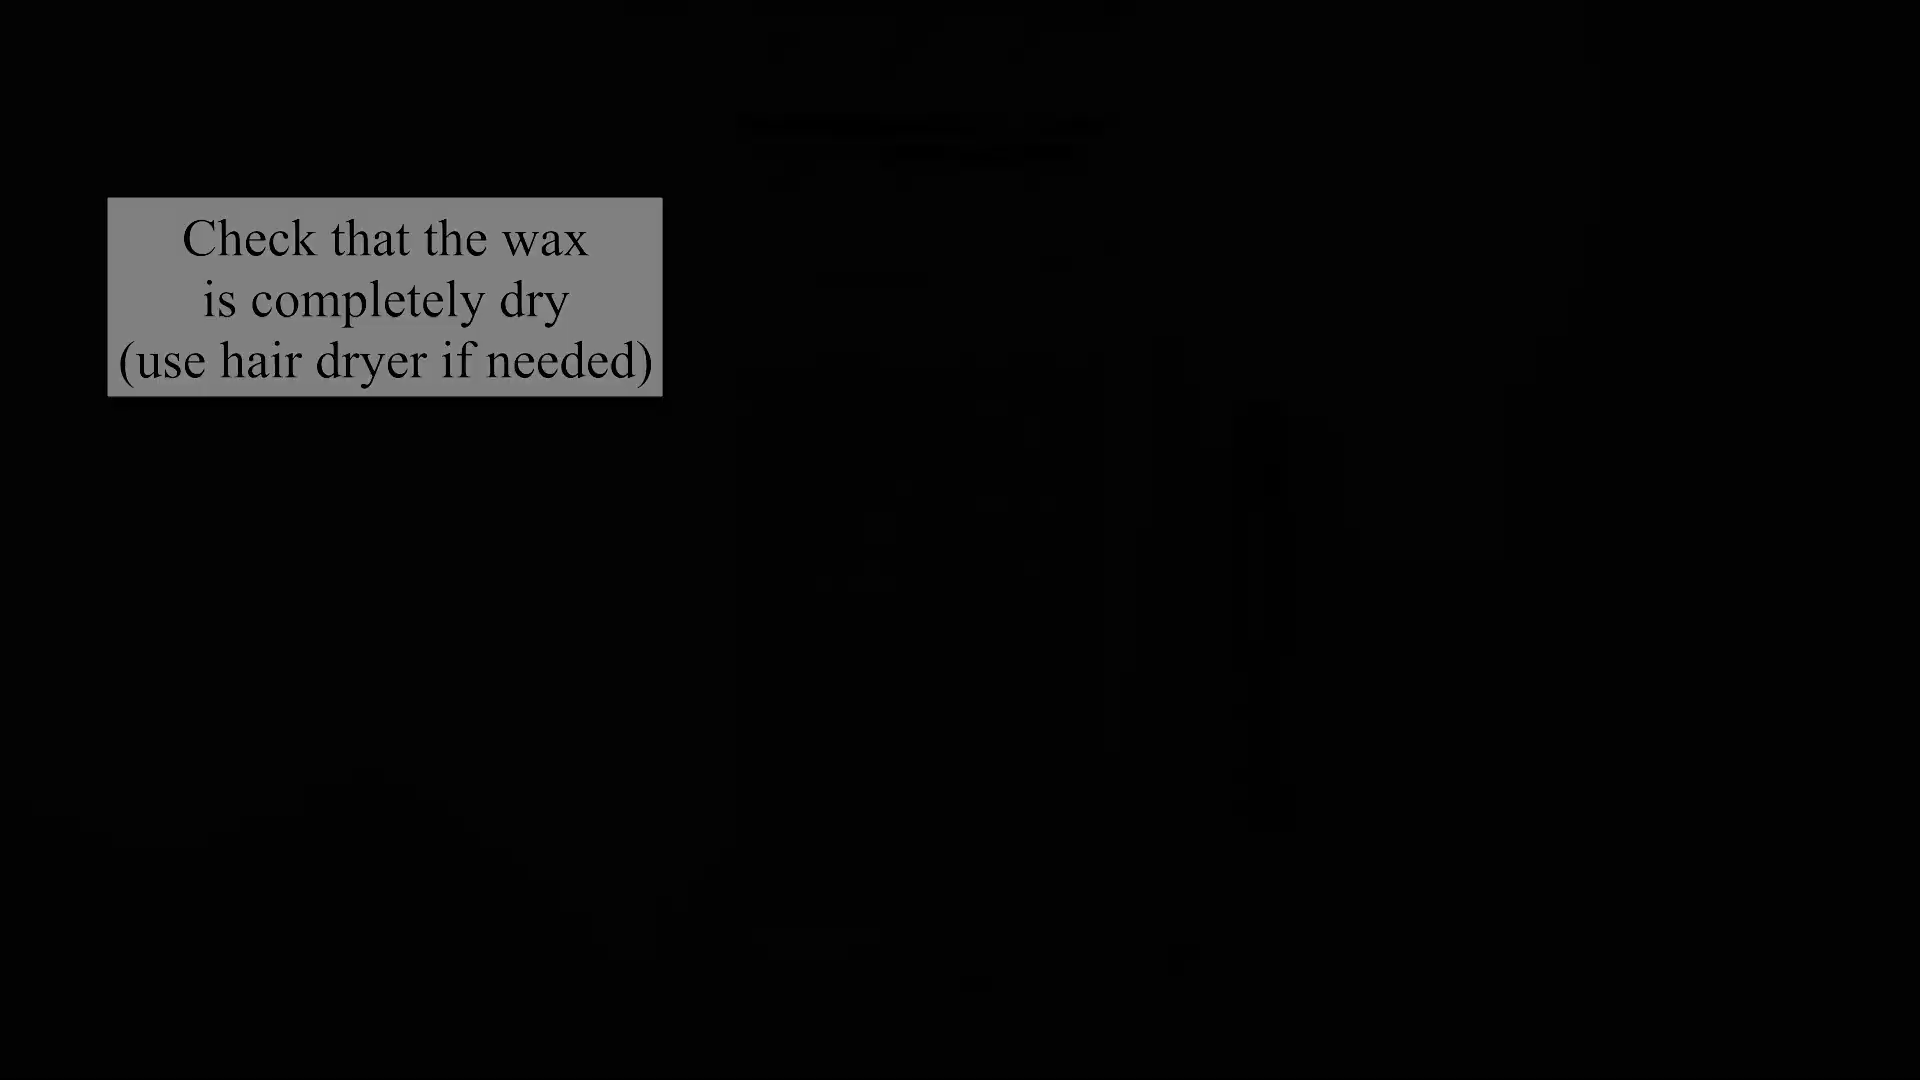 Check that the wax
is completely dry
(use hair dryer if needed)